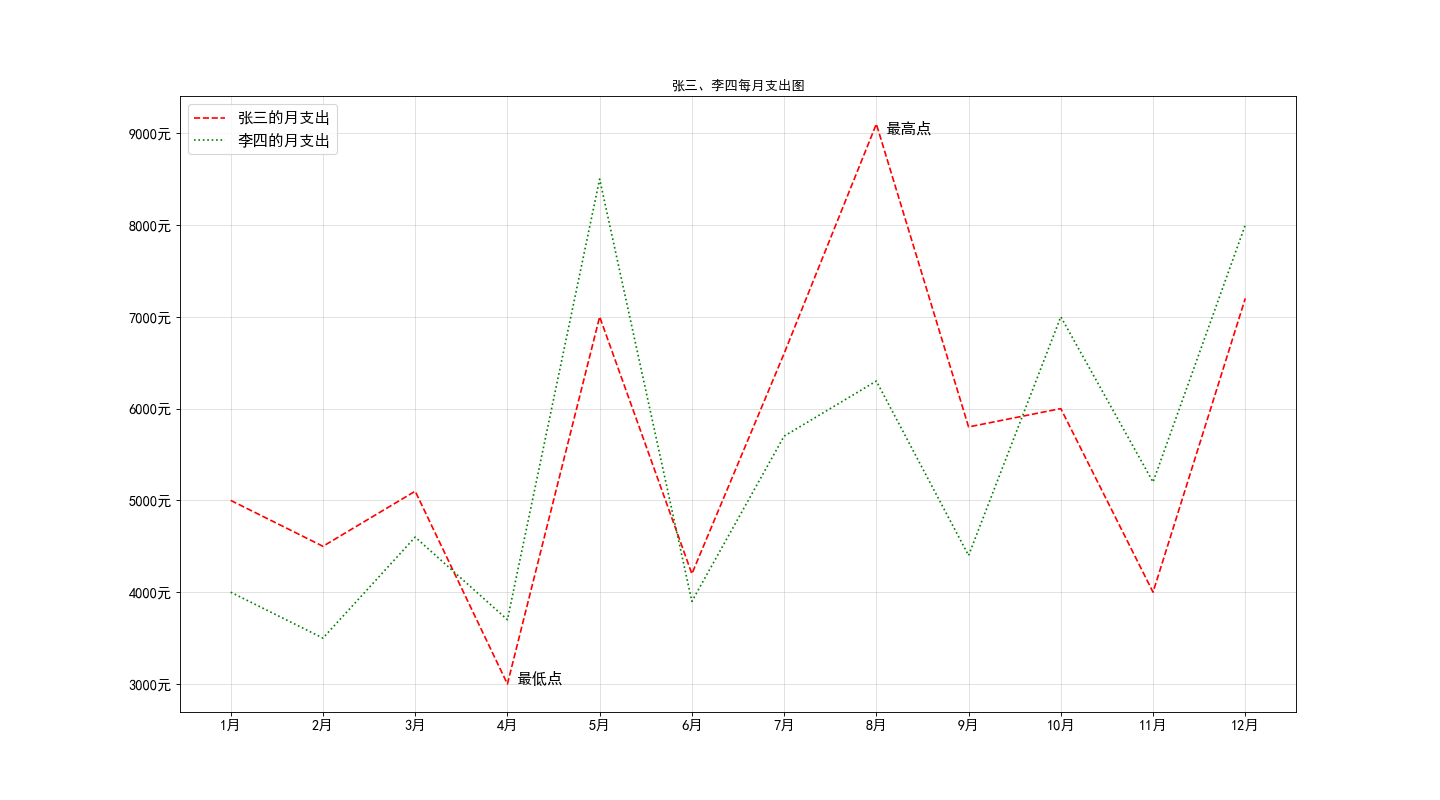 张三、李四每月支出图
张三的月支出
李四的月支出
9000元
8000元
7000元
6000元
5000元
4000元
3000元
最高点
最低点
1月 2月 3月 4月 5月 6月 7月 8月 9月 10月 11月 12月